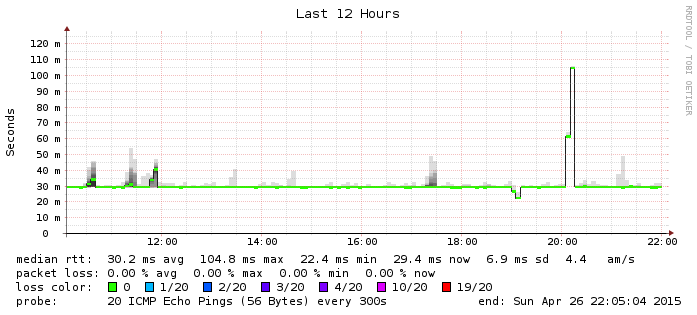 Last 12 Hours
RRDTOOL / TOBI OETIKER
Seconds
120 m
110 m
100 m
90 m
80 m
70 m
60 m
50 m
40 m
30 m
20 m
10 m
0
12:00 14:00 16:00 18:00 20:00 22:00
median rtt: 30.2 ms avg 104.8 ms max 22.4 ms min 29.4 ms now 6.9 ms sd 4.4 am/s
packet loss: 0.00 % avg 0.00 % max 0.00 % min 0.00 % now
loss color: 0 1/20 2/20 3/20 4/20 10/20 19/20
probe: 20 ICMP Echo Pings (56 Bytes) every 300s end: Sun Apr 26 22:05:04 2015